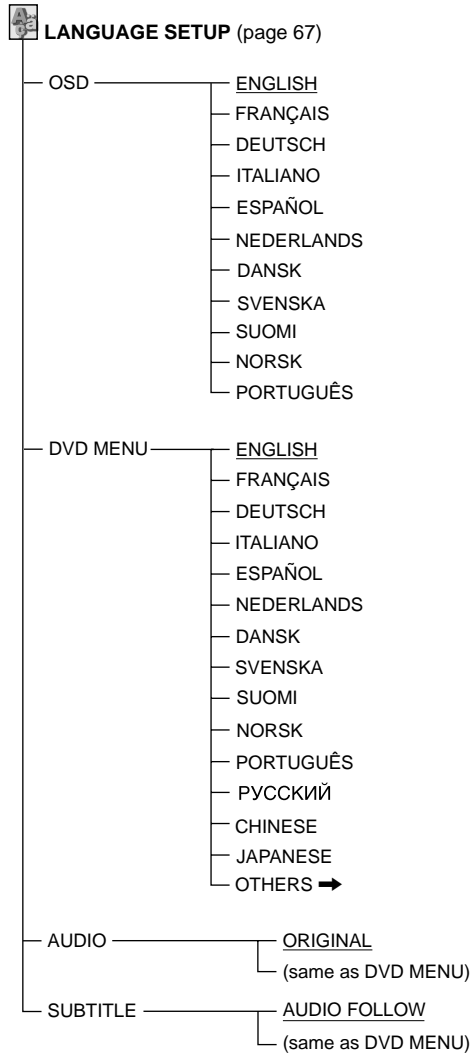 LANGUAGE SETUP (page 67)
OSD
ENGLISH
FRANÇAIS
DEUTSCH
ITALIANO
ESPAÑOL
NEDERLANDS
DANSK
SVENSKA
SUOMI
NORSK
PORTUGUÊS
DVD MENU
ENGLISH
FRANÇAIS
DEUTSCH
ITALIANO
ESPAÑOL
NEDERLANDS
DANSK
SVENSKA
SUOMI
NORSK
PORTUGUÊS
РУССКИЙ
CHINESE
JAPANESE
OTHERS ➡
AUDIO
ORIGINAL
(same as DVD MENU)
SUBTITLE
AUDIO FOLLOW
(same as DVD MENU)